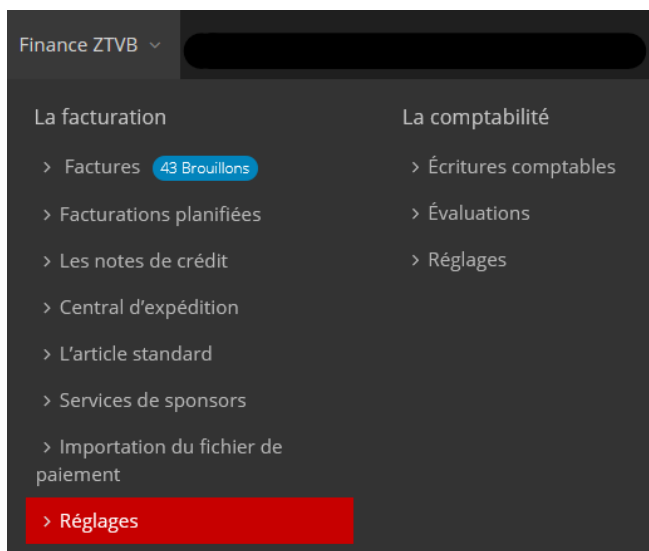 Finance ZTVB
La facturation
Factures 43 Brouillons
Facturations planifiées
Les notes de crédit
Central d'expédition
L'article standard
Services de sponsors
Importation du fichier de
paiement
Réglages
La comptabilité
Écritures comptables
Évaluations
Réglages